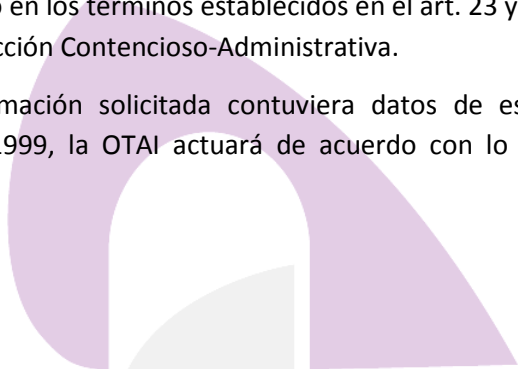 en los términos establecidos en el art. 23 y
cción Contencioso-Administrativa.
mación solicitada contuviera datos de es
1999, la OTAI actuará de acuerdo con lo